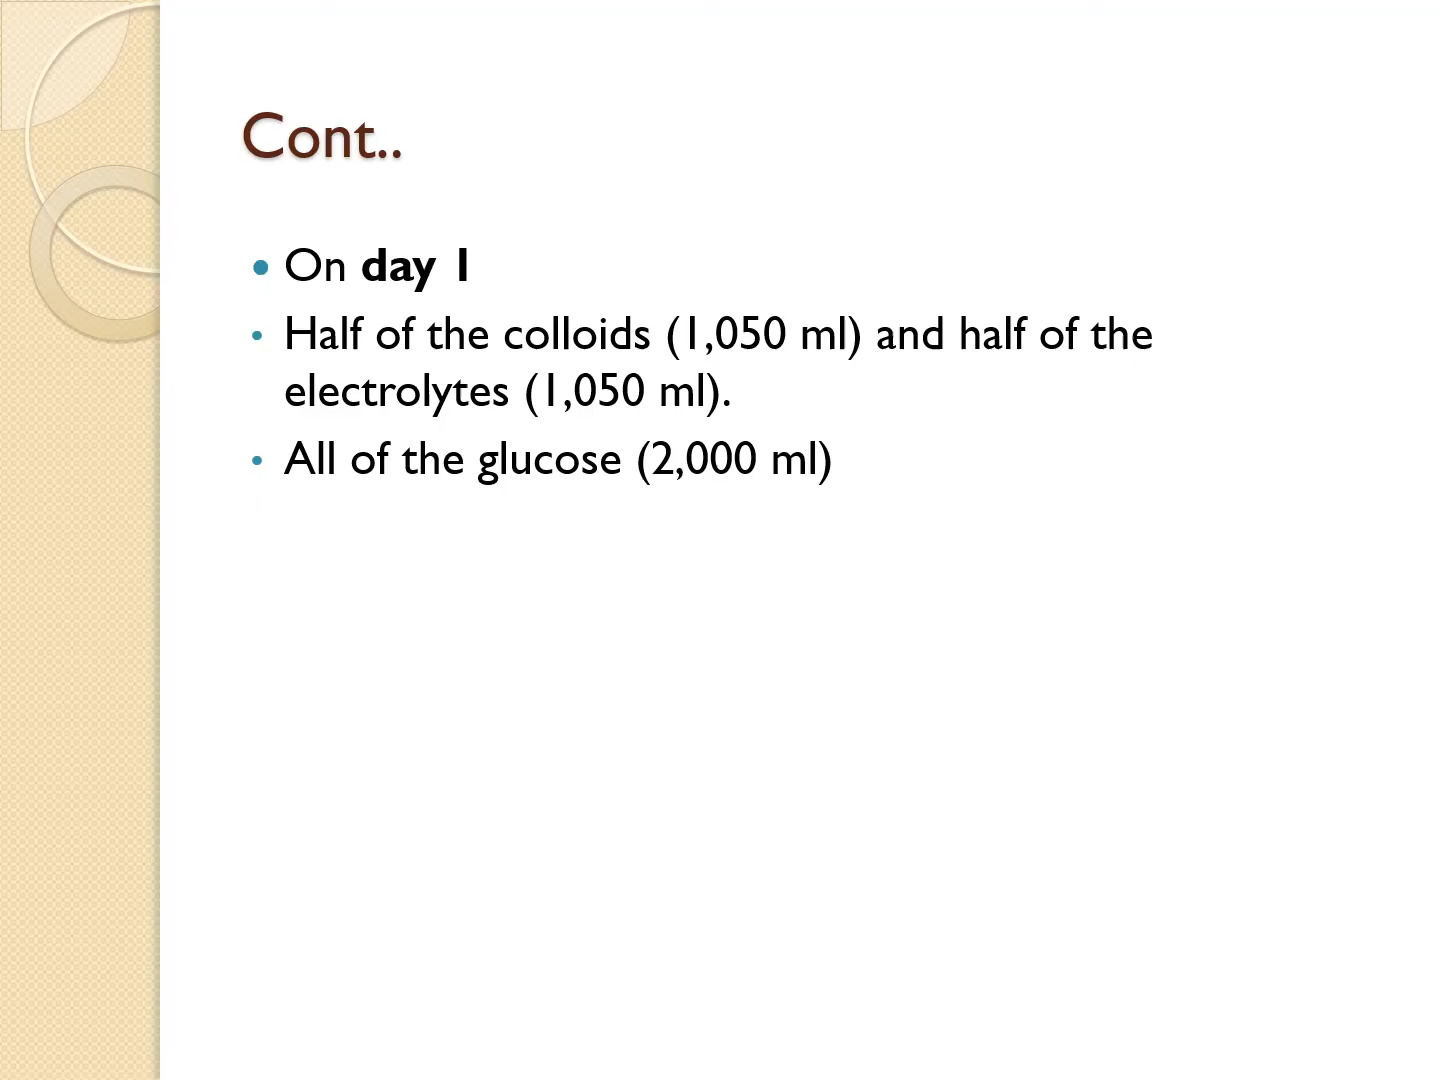 Cont..
• On day 1
• Half of the colloids (1,050 ml) and half of the
electrolytes (1,050 ml).
• All of the glucose (2,000 ml)